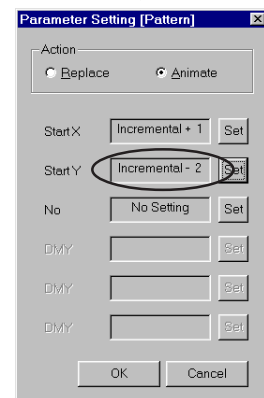 Parameter Setting [Pattern]
Action
Replace
Animate
StartX Incremental + 1 Set
StartY Incremental - 2 Set
No No Setting Set
DMY Set
DMY Set
DMY Set
OK Cancel